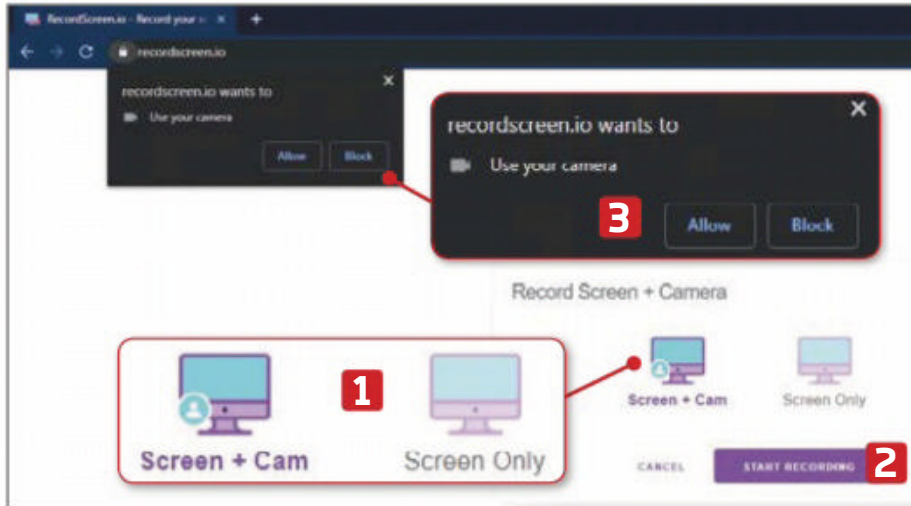 RecordScreen.io - Record your s
recordscreen.io
recordscreen.io wants to
Use your camera
Allow
Block
recordscreen.io wants to
Use your camera
3
Allow
Block
Record Screen + Camera
1
Screen + Cam
Screen Only
Screen + Cam
Screen Only
CANCEL
START RECORDING
2